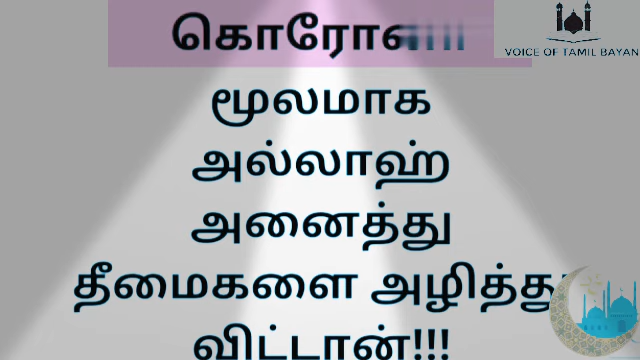 VOICE OF TAMIL BAYAN
மூலமாக
அல்லாஹ்
அனைத்து
தீமைகளை அழித்து
விட்டான்!!!